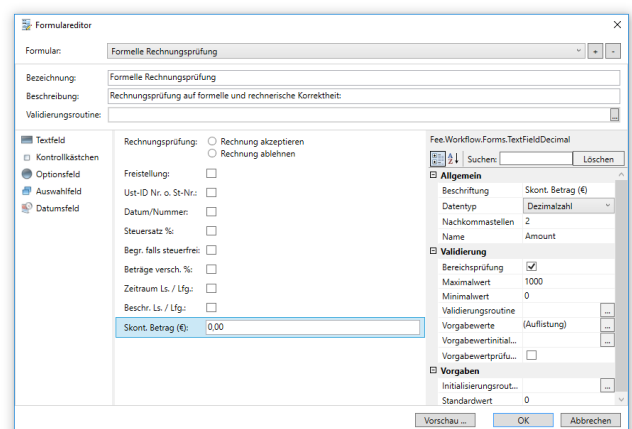 Formulareditor
Formular: Formelle Rechnungsprüfung + -
Bezeichnung: Formelle Rechnungsprüfung
Beschreibung: Rechnungsprüfung auf formelle und rechnerische Korrektheit:
Validierungsroutine: ...
Textfeld
Kontrollkästchen
Optionsfeld
Auswahlfeld
Datumsfeld
Rechnungsprüfung: Rechnung akzeptieren
Rechnung ablehnen
Freistellung:
Ust-ID Nr. o. St-Nr.:
Datum/Nummer:
Steuersatz %:
Begr. falls steuerfrei:
Beträge versch. %:
Zeitraum Ls. / Lfg.:
Beschr. Ls. / Lfg.:
Skont. Betrag (€): 0,00
Fee.Workflow.Forms.TextFieldDecimal
Suchen: Löschen
Allgemein
Beschriftung Skont. Betrag (€)
Datentyp Dezimalzahl
Nachkommastellen 2
Name Amount
Validierung
Bereichsprüfung
Maximalwert 1000
Minimalwert 0
Validierungsroutine ...
Vorgabewerte (Auflistung) ...
Vorgabewertinitial... ...
Vorgabewertprüfu...
Vorgaben
Initialisierungsrout... ...
Standardwert 0
Vorschau ... OK Abbrechen